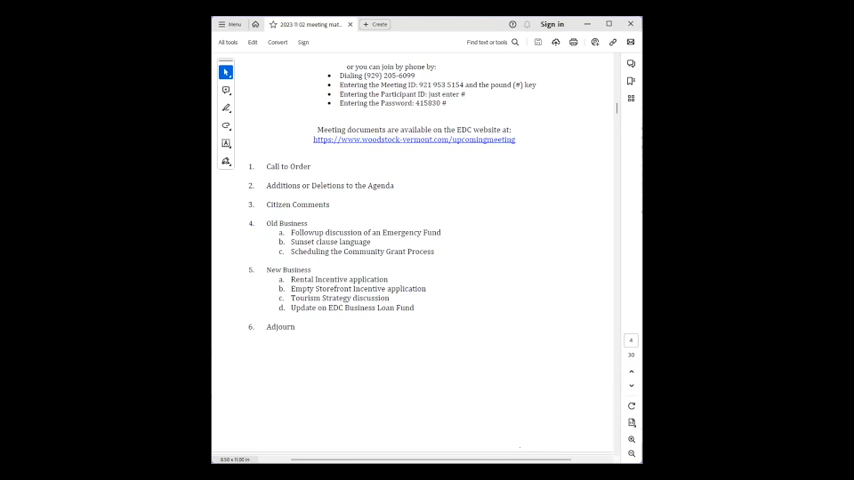 Menu
2023 11 02 meeting mat...
Create
Sign in
All tools Edit Convert Sign
Find text or tools
or you can join by phone by:
• Dialing (929) 205-6099
• Entering the Meeting ID: 921 953 5154 and the pound (#) key
• Entering the Participant ID: just enter #
• Entering the Password: 415830 #
Meeting documents are available on the EDC website at:
https://www.woodstock-vermont.com/upcomingmeeting
1. Call to Order
2. Additions or Deletions to the Agenda
3. Citizen Comments
4. Old Business
a. Followup discussion of an Emergency Fund
b. Sunset clause language
c. Scheduling the Community Grant Process
5. New Business
a. Rental Incentive application
b. Empty Storefront Incentive application
c. Tourism Strategy discussion
d. Update on EDC Business Loan Fund
6. Adjourn
4
30
8.50 x 11.00 in